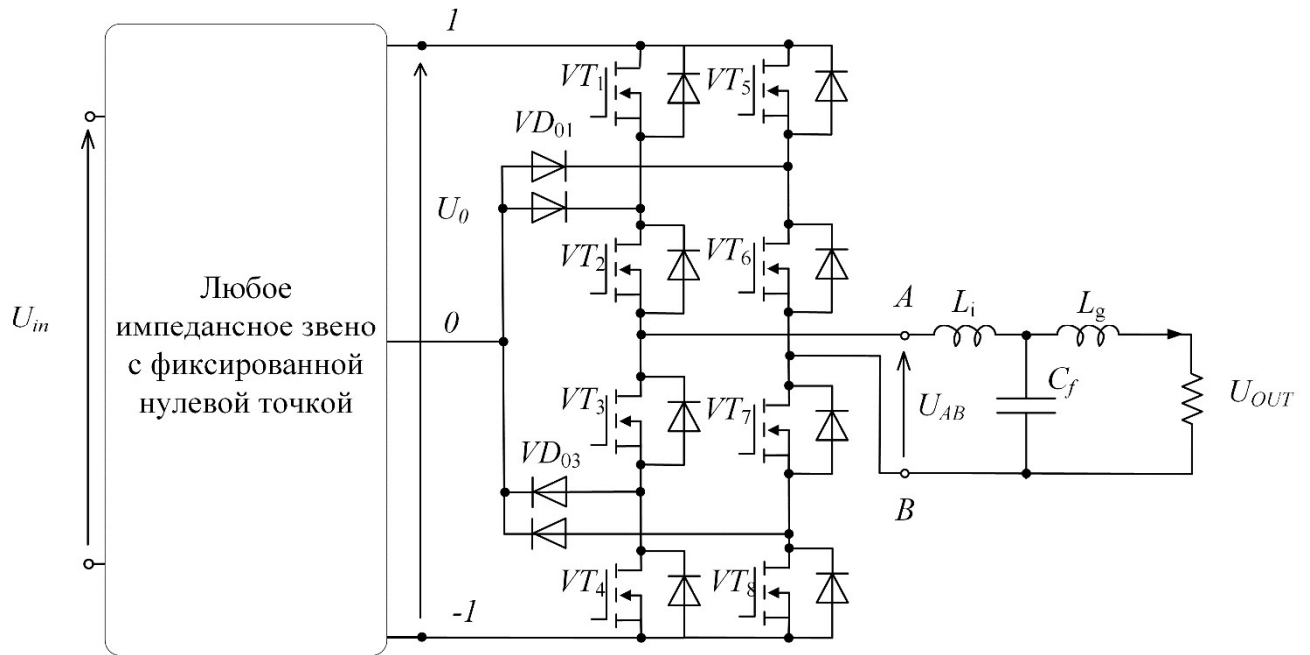 1
VT1
VT5
VD01
U0
VT2
VT6
Uin
Любое
импедансное звено
с фиксированной
нулевой точкой
0
A
Li
Lg
Cf
UAB
UOUT
VT3
VT7
VD03
B
VT4
VT8
-1